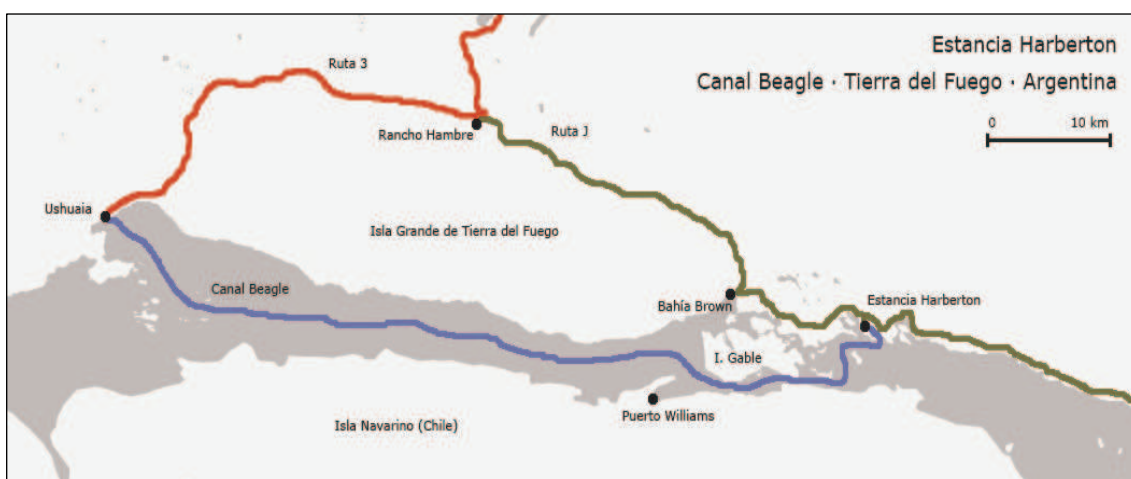 Estancia Harberton
Canal Beagle · Tierra del Fuego · Argentina
0 10 km
Ruta 3
Rancho Hambre
Ruta J
Ushuaia
Isla Grande de Tierra del Fuego
Canal Beagle
Bahía Brown
Estancia Harberton
I. Gable
Puerto Williams
Isla Navarino (Chile)